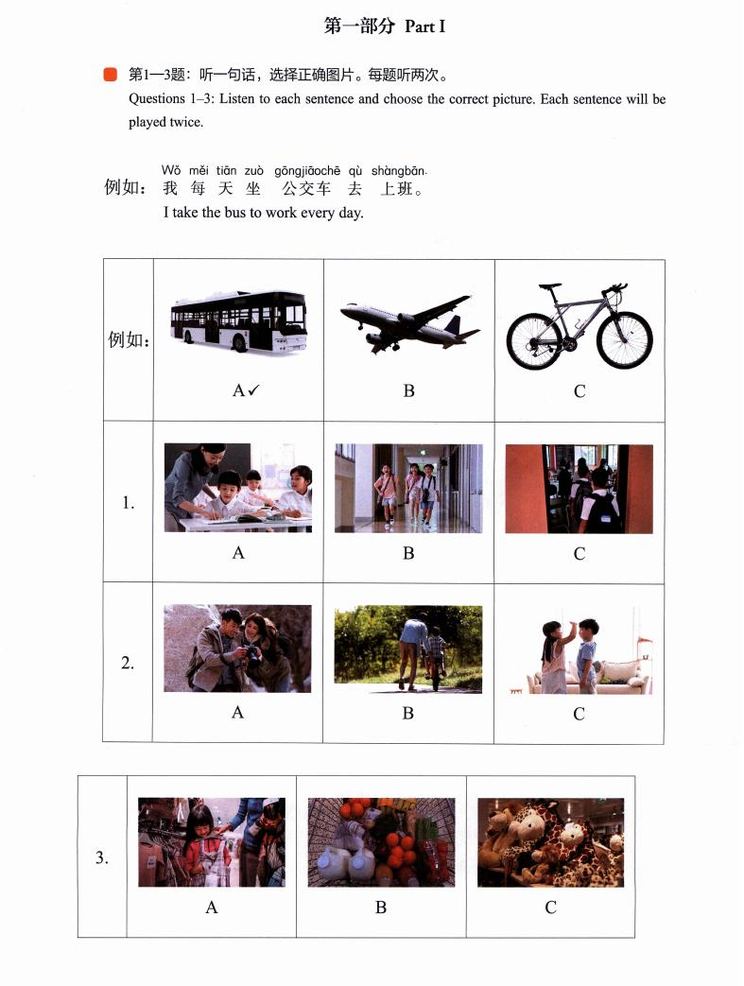 第一部分 Part I
第1—3题：听一句话，选择正确图片。每题听两次。
Questions 1–3: Listen to each sentence and choose the correct picture. Each sentence will be
played twice.
Wǒ měi tiān zuò gōngjiāochē qù shàngbān.
例如： 我 每 天 坐 公交车 去 上班。
I take the bus to work every day.
例如：
A✓ B C
1.
A B C
2.
A B C
3.
A B C